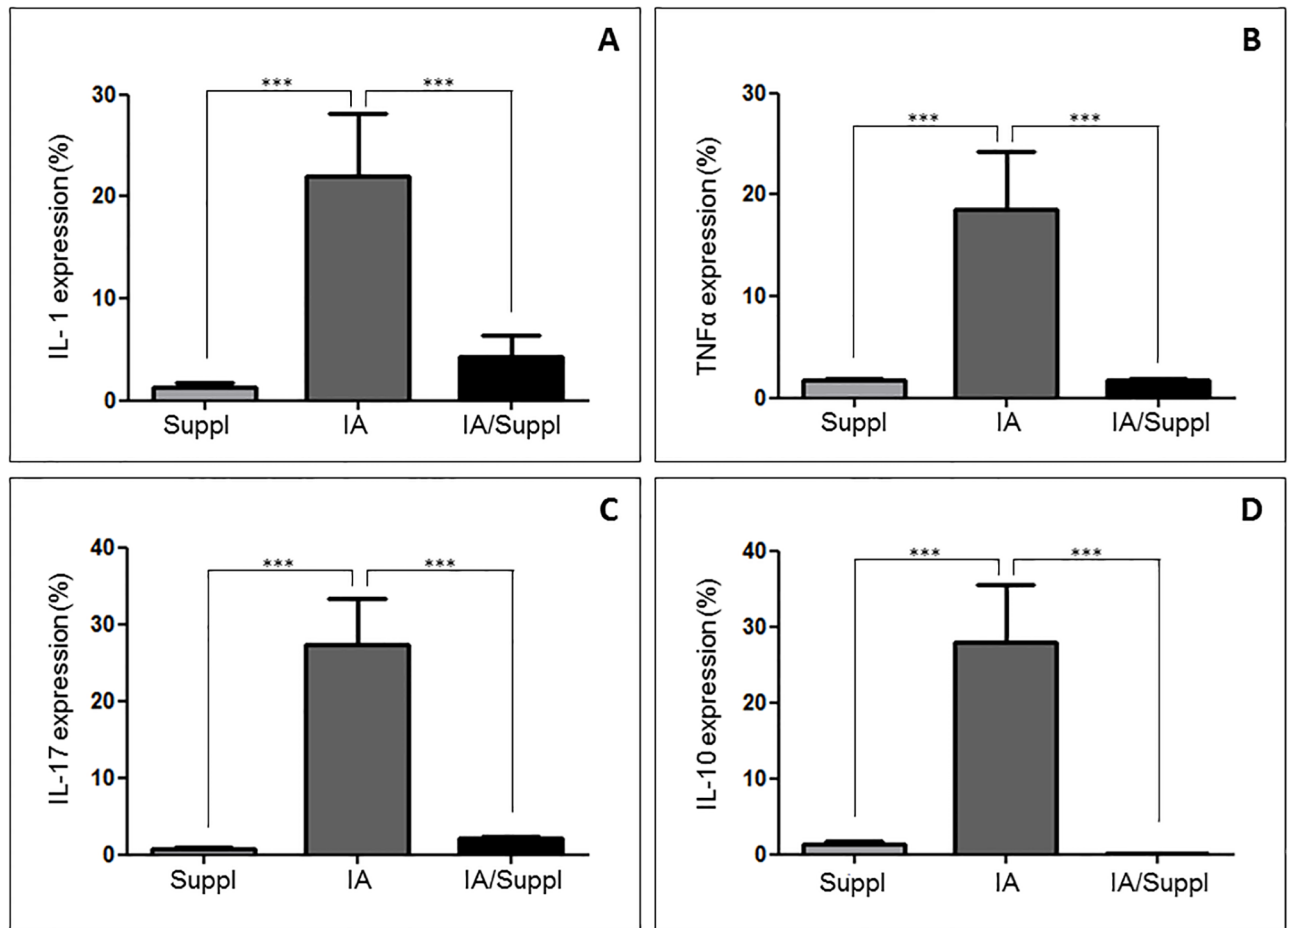 A
***
***
30
20
10
0
IL- 1 expression (%)
Suppl
IA
IA/Suppl
B
***
***
30
20
10
0
TNFα expression (%)
Suppl
IA
IA/Suppl
C
***
***
40
30
20
10
0
IL-17 expression (%)
Suppl
IA
IA/Suppl
D
***
***
40
30
20
10
0
IL-10 expression (%)
Suppl
IA
IA/Suppl